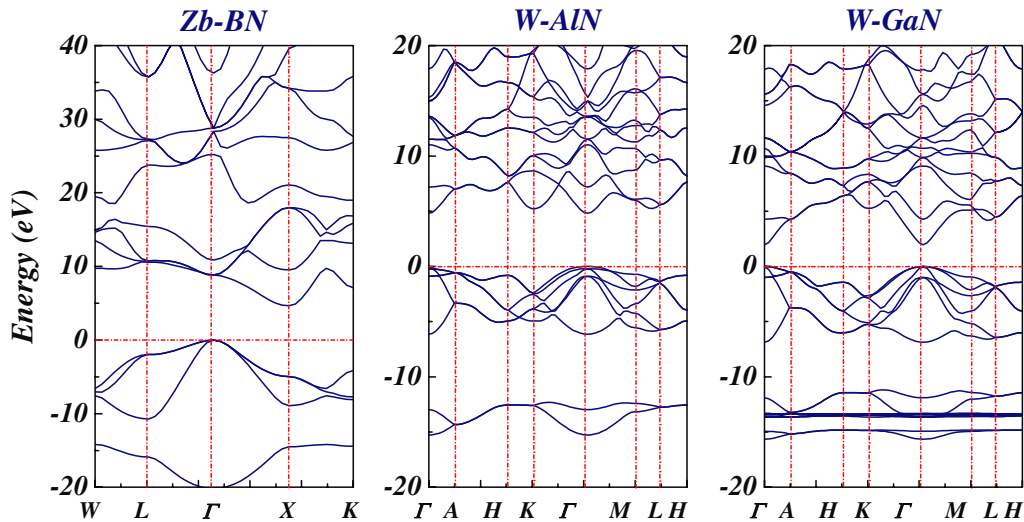 Zb-BN W-AlN W-GaN
40 20 20
30
10 10
20
10 0 0
Energy (eV)
0
-10 -10
-10
-20 -20 -20
W L Γ X K Γ A H K Γ M L H Γ A H K Γ M L H